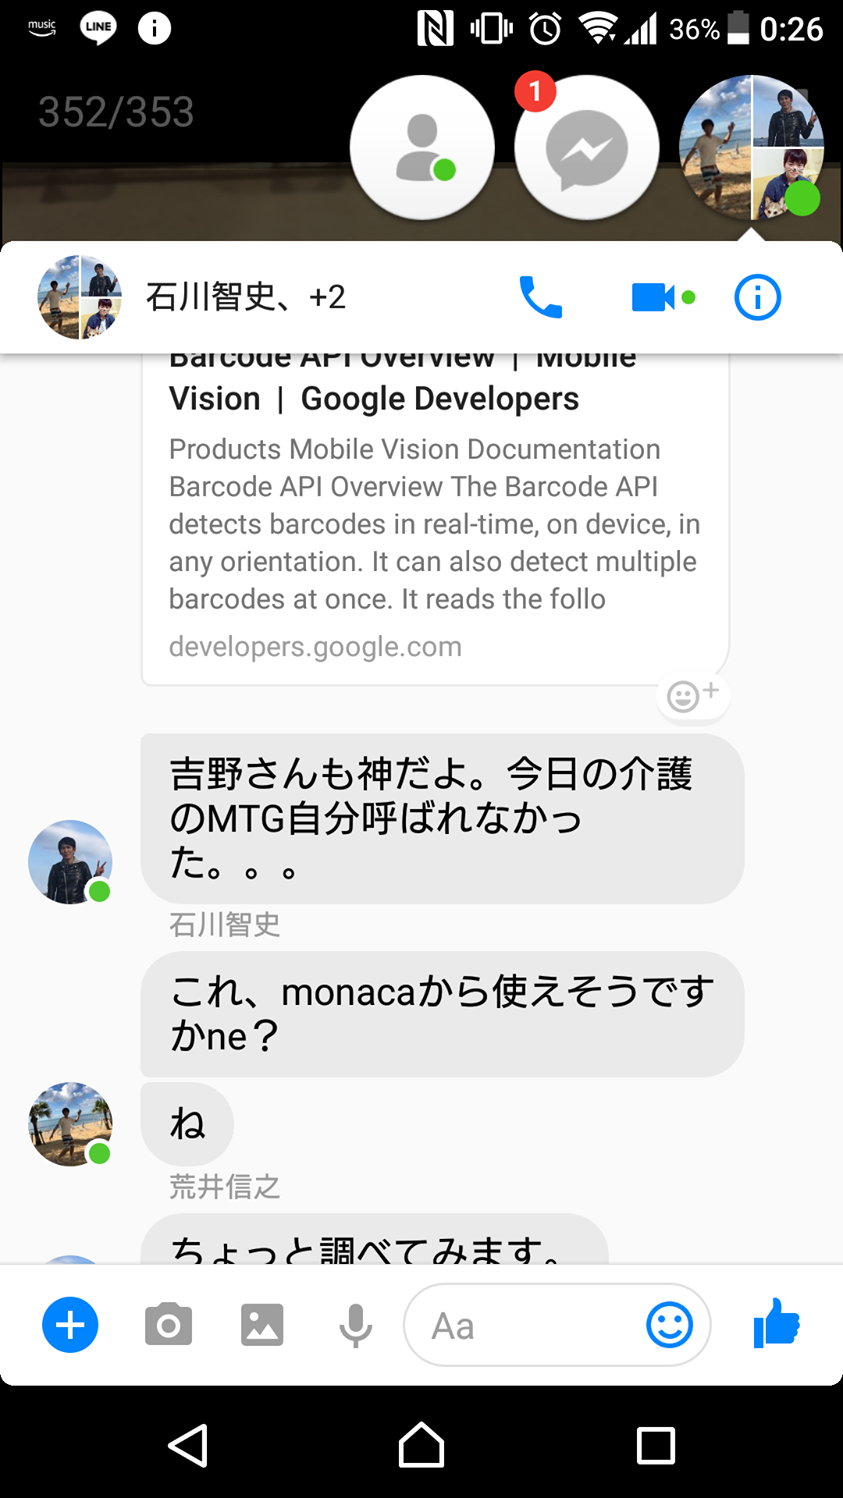 music
LINE
36%
0:26
352/353
1
石川智史、+2
Barcode API Overview | Mobile
Vision | Google Developers
Products Mobile Vision Documentation
Barcode API Overview The Barcode API
detects barcodes in real-time, on device, in
any orientation. It can also detect multiple
barcodes at once. It reads the follo
developers.google.com
吉野さんも神だよ。今日の介護
のMTG自分呼ばれなかっ
た。。。
石川智史
これ、monacaから使えそうです
かne？
ね
荒井信之
ちょっと調べてみます。
Aa